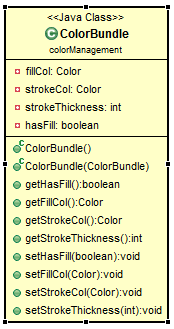 <<Java Class>>
ColorBundle
colorManagement
fillCol: Color
strokeCol: Color
strokeThickness: int
hasFill: boolean
ColorBundle()
ColorBundle(ColorBundle)
getHasFill():boolean
getFillCol():Color
getStrokeCol():Color
getStrokeThickness():int
setHasFill(boolean):void
setFillCol(Color):void
setStrokeCol(Color):void
setStrokeThickness(int):void